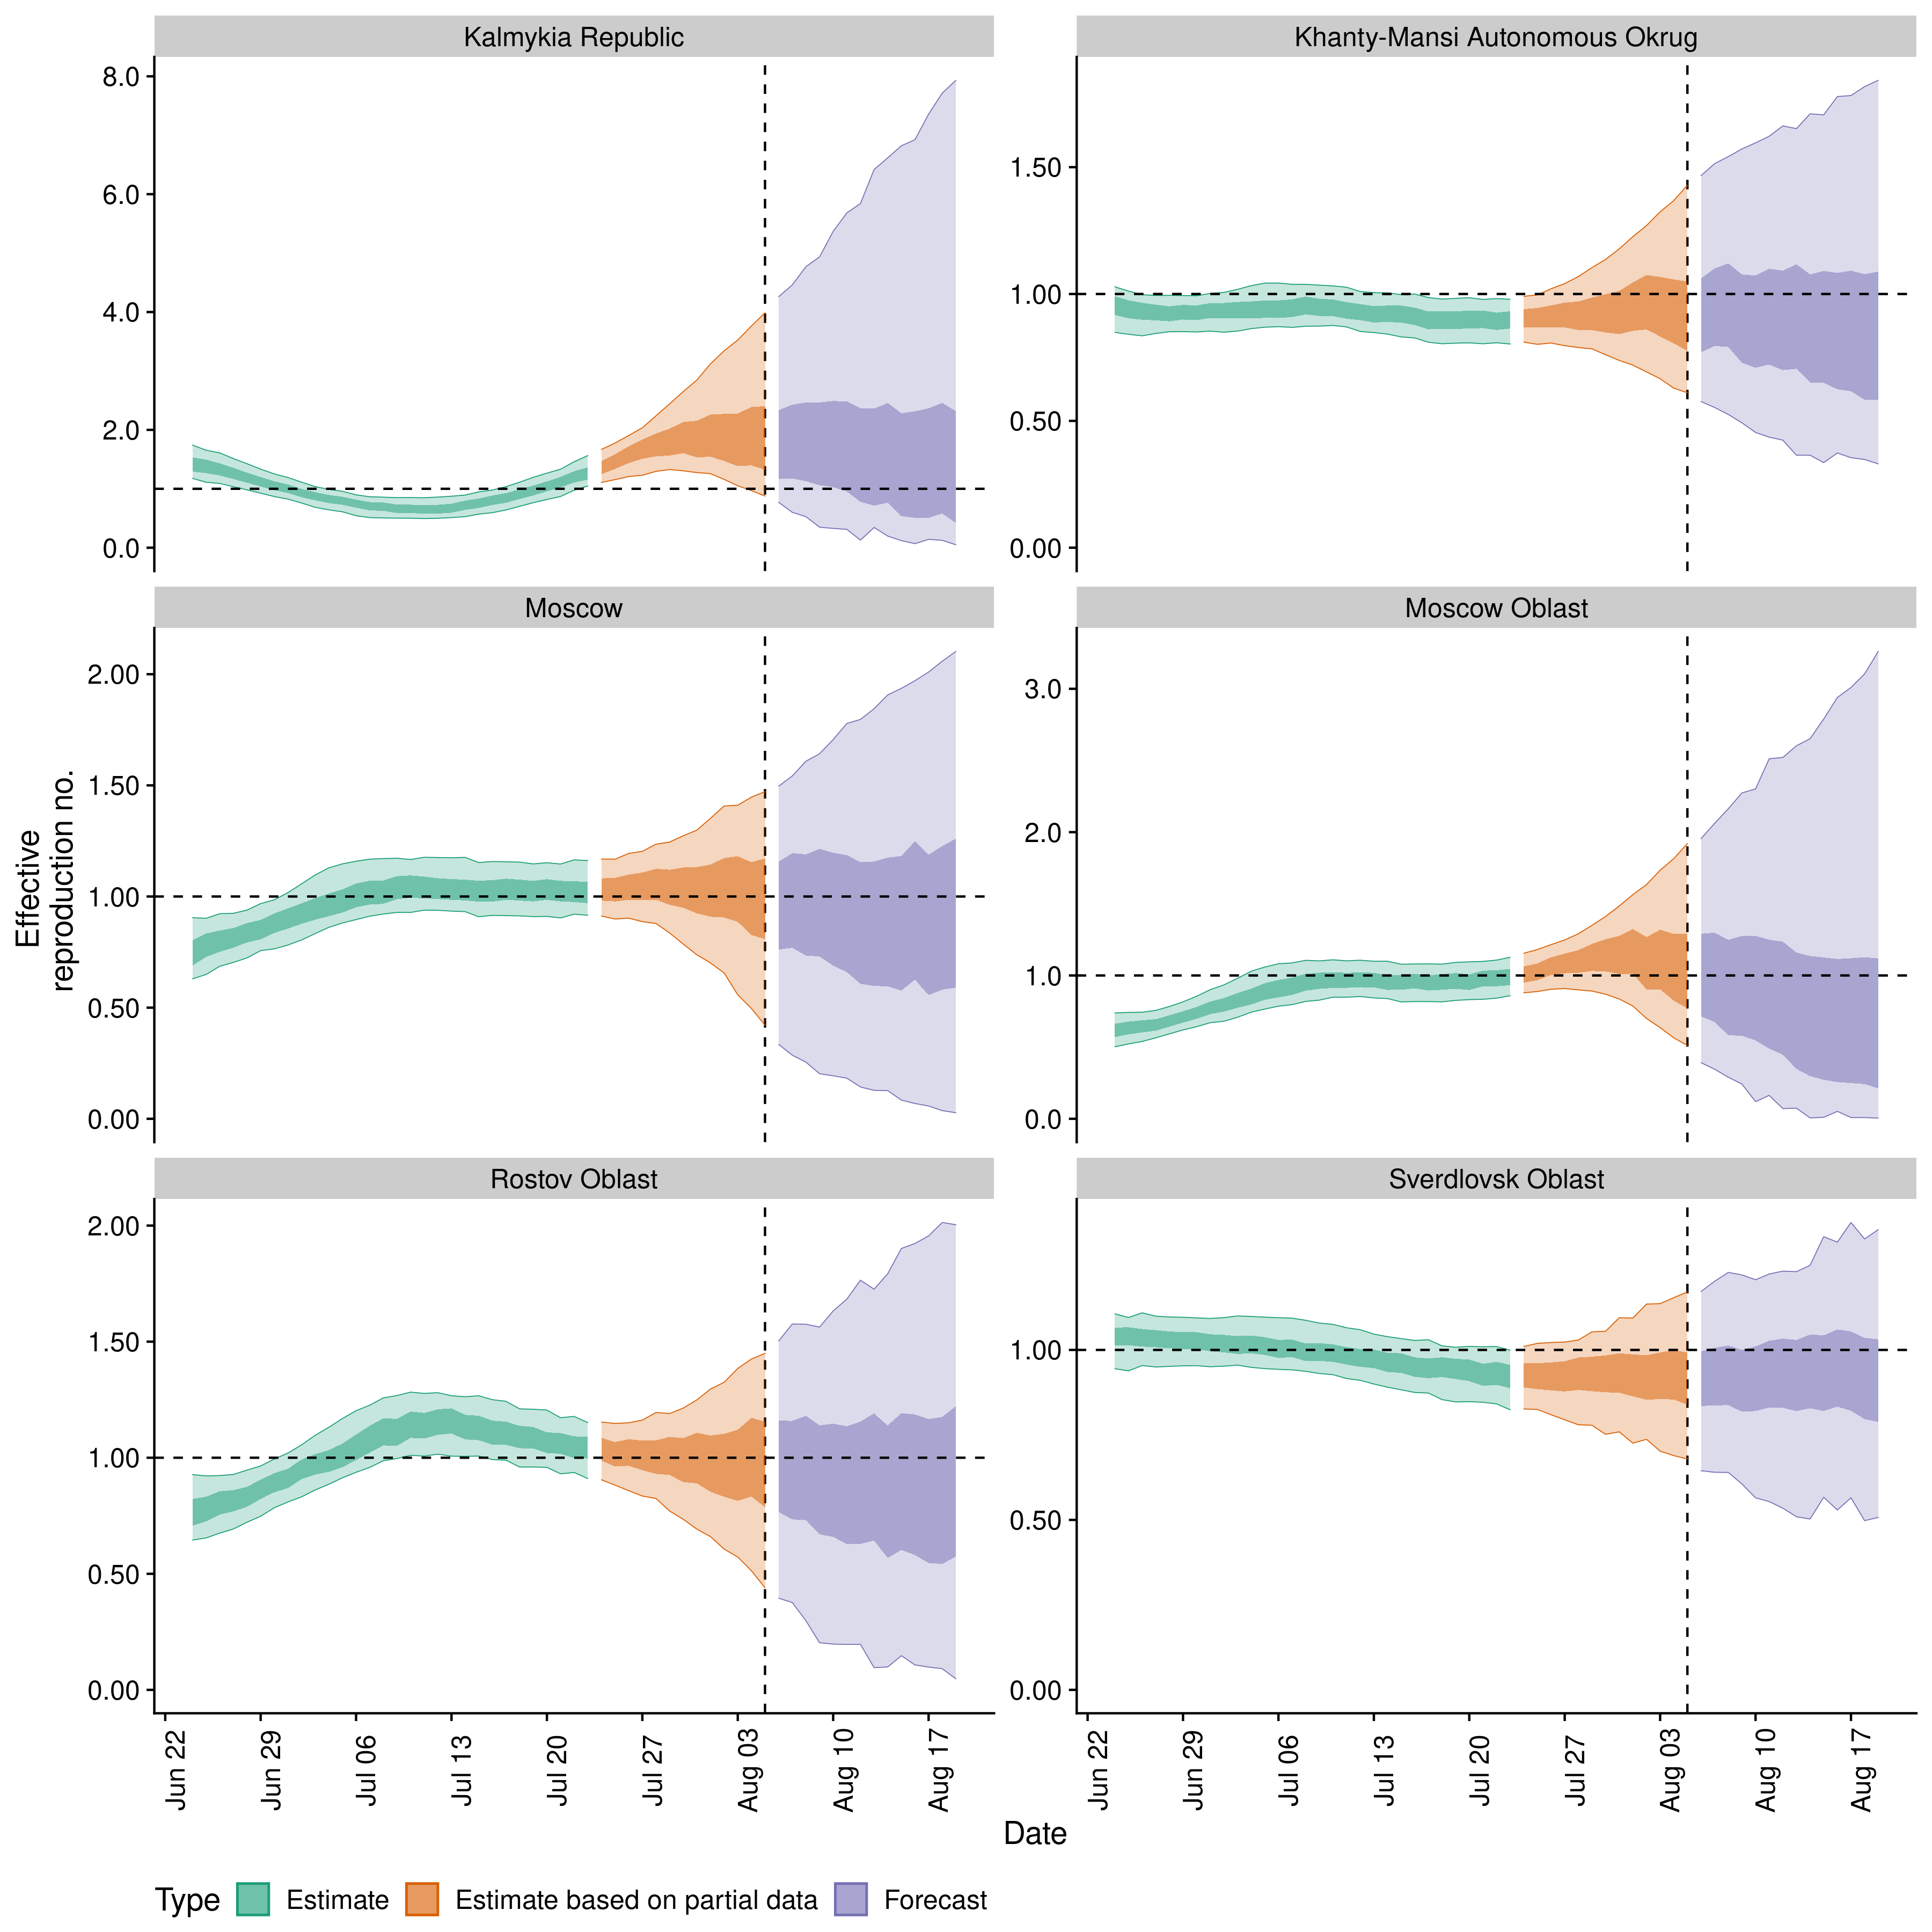 Kalmykia Republic
Khanty-Mansi Autonomous Okrug
8.0
6.0
4.0
2.0
0.0
1.50
1.00
0.50
0.00
Moscow
Moscow Oblast
2.00
1.50
1.00
0.50
0.00
3.0
2.0
1.0
0.0
Effective
reproduction no.
Rostov Oblast
Sverdlovsk Oblast
2.00
1.50
1.00
0.50
0.00
1.00
0.50
0.00
Jun 22
Jun 29
Jul 06
Jul 13
Jul 20
Jul 27
Aug 03
Aug 10
Aug 17
Jun 22
Jun 29
Jul 06
Jul 13
Jul 20
Jul 27
Aug 03
Aug 10
Aug 17
Date
Type Estimate Estimate based on partial data Forecast